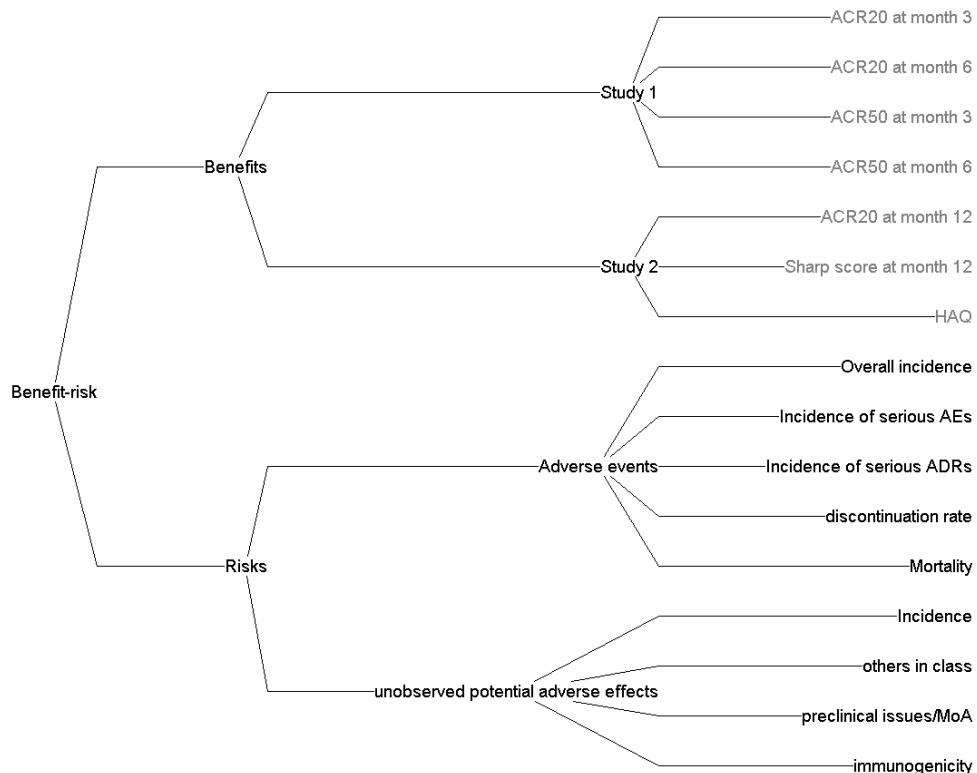 ACR20 at month 3
ACR20 at month 6
Study 1
ACR50 at month 3
Benefits
ACR50 at month 6
ACR20 at month 12
Study 2
Sharp score at month 12
HAQ
Overall incidence
Benefit-risk
Incidence of serious AEs
Adverse events
Incidence of serious ADRs
discontinuation rate
Risks
Mortality
Incidence
others in class
unobserved potential adverse effects
preclinical issues/MoA
immunogenicity